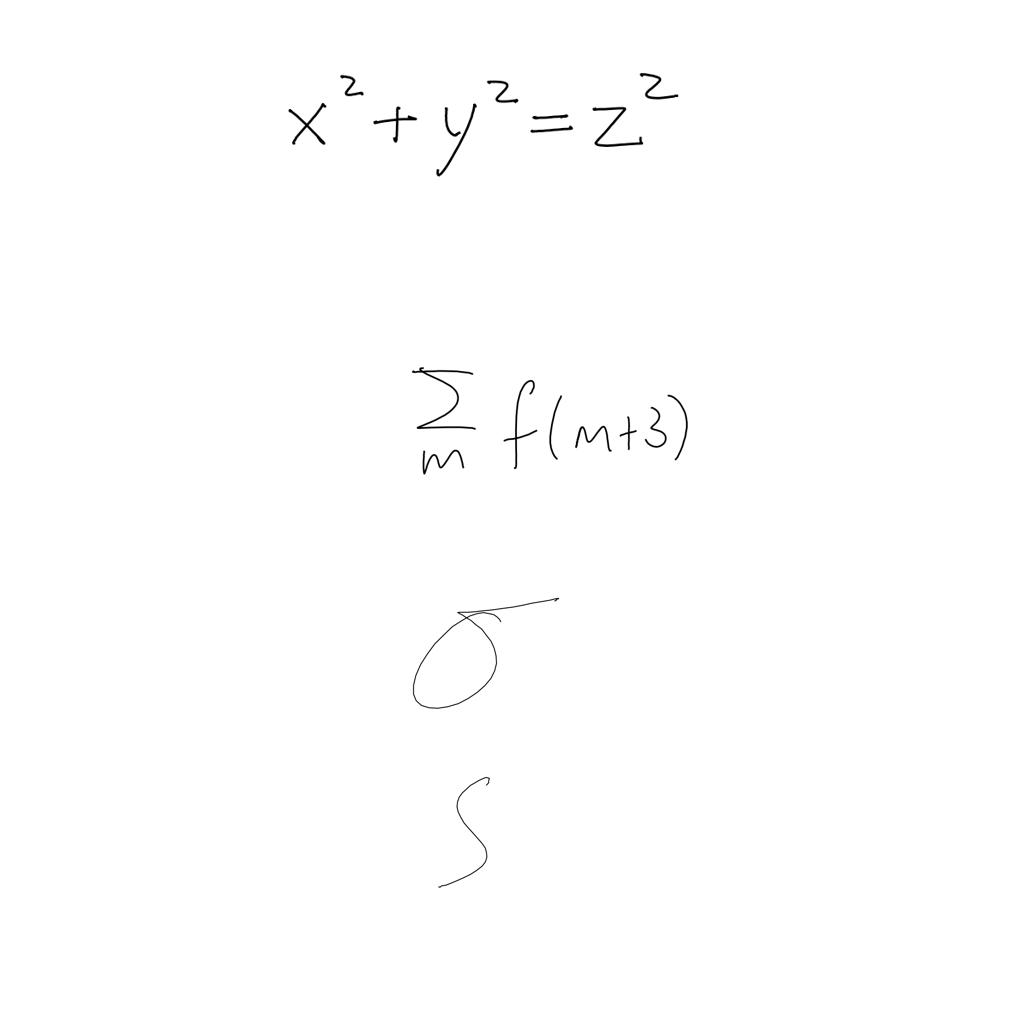 x² + y² = z²
∑ₘ f(m+3)
σ
S